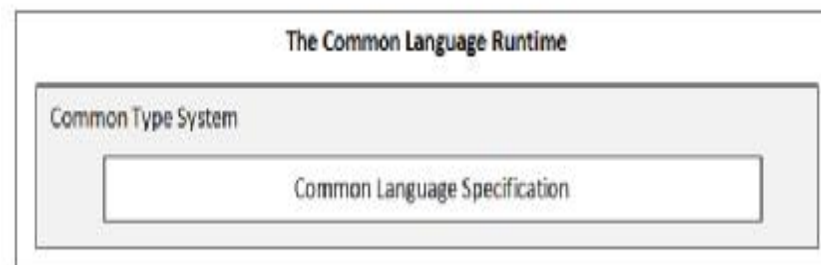 The Common Language Runtime
Common Type System
Common Language Specification